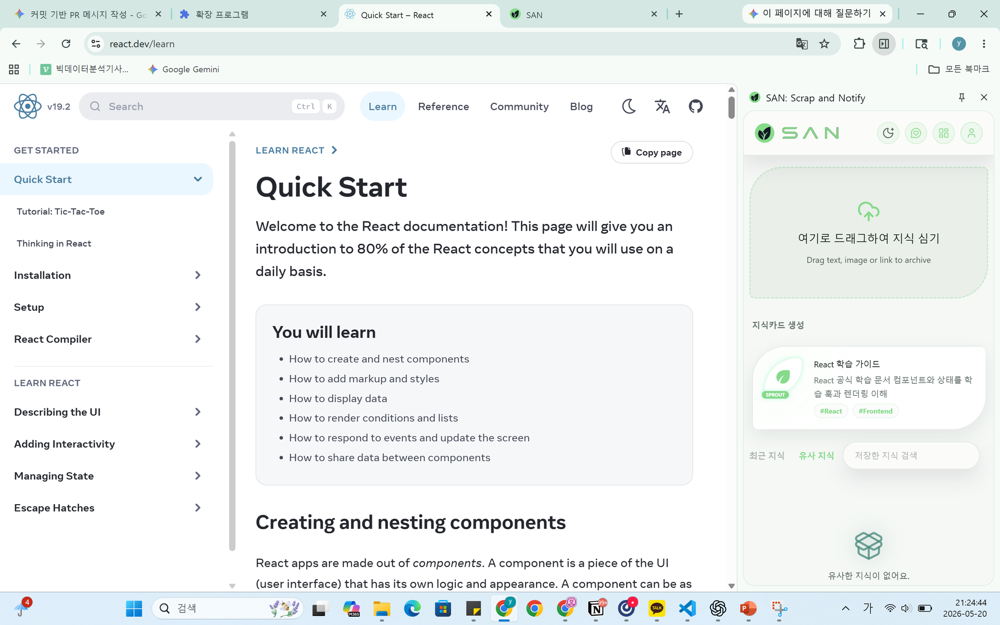 커밋 기반 PR 메시지 작성 - Go
확장 프로그램
Quick Start – React
SAN
이 페이지에 대해 질문하기
react.dev/learn
y
v 빅데이터분석기사...
Google Gemini
모든 북마크
v19.2
Search
Ctrl K
Learn
Reference
Community
Blog
GET STARTED
Quick Start
Tutorial: Tic-Tac-Toe
Thinking in React
Installation
Setup
React Compiler
LEARN REACT
Describing the UI
Adding Interactivity
Managing State
Escape Hatches
LEARN REACT
Copy page
Quick Start
Welcome to the React documentation! This page will give you an
introduction to 80% of the React concepts that you will use on a
daily basis.
You will learn
• How to create and nest components
• How to add markup and styles
• How to display data
• How to render conditions and lists
• How to respond to events and update the screen
• How to share data between components
Creating and nesting components
React apps are made out of components. A component is a piece of the UI
(user interface) that has its own logic and appearance. A component can be as
SAN: Scrap and Notify
SAN
여기로 드래그하여 지식 심기
Drag text, image or link to archive
지식카드 생성
SPROUT
React 학습 가이드
React 공식 학습 문서 컴포넌트와 상태를 학
습 훅과 렌더링 이해
#React #Frontend
최근 지식 유사 지식 저장한 지식 검색
유사한 지식이 없어요.
4
검색
M365
y
99+
TALK
P
가
21:24:44
2026-05-20